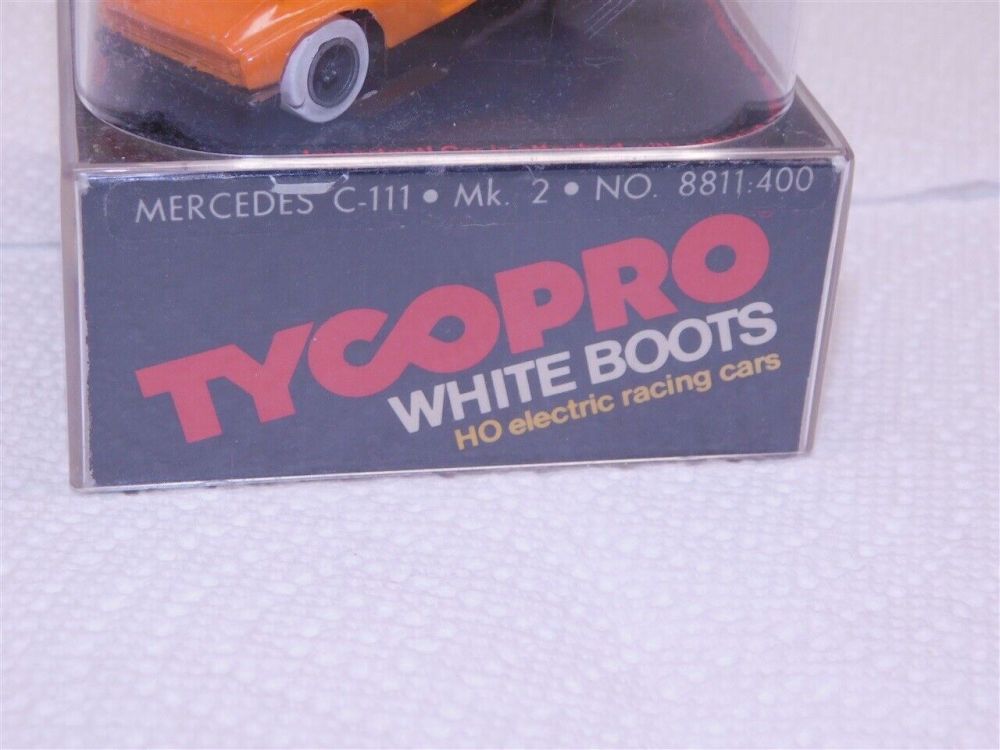 MERCEDES C-111 • Mk. 2 • NO. 8811:400
TYCOPRO
WHITE BOOTS
HO electric racing cars